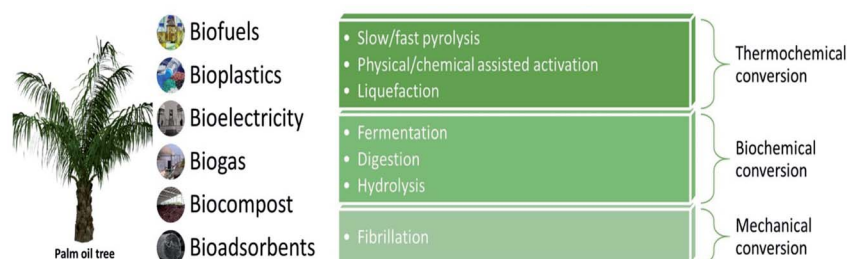 Biofuels
Bioplastics
Bioelectricity
Biogas
Biocompost
Bioadsorbents
Palm oil tree
• Slow/fast pyrolysis
• Physical/chemical assisted activation
• Liquefaction
Thermochemical
conversion
• Fermentation
• Digestion
• Hydrolysis
Biochemical
conversion
• Fibrillation
Mechanical
conversion